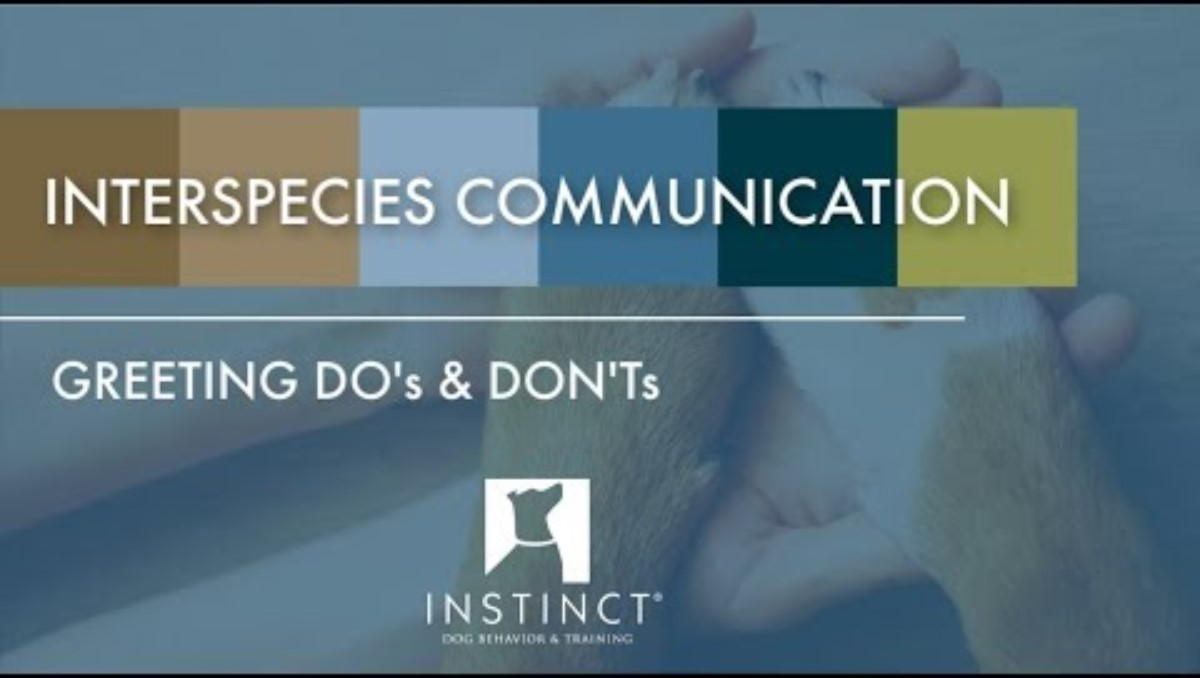 INTERSPECIES COMMUNICATION
GREETING DO's & DON'Ts
INSTINCT®
DOG BEHAVIOR & TRAINING